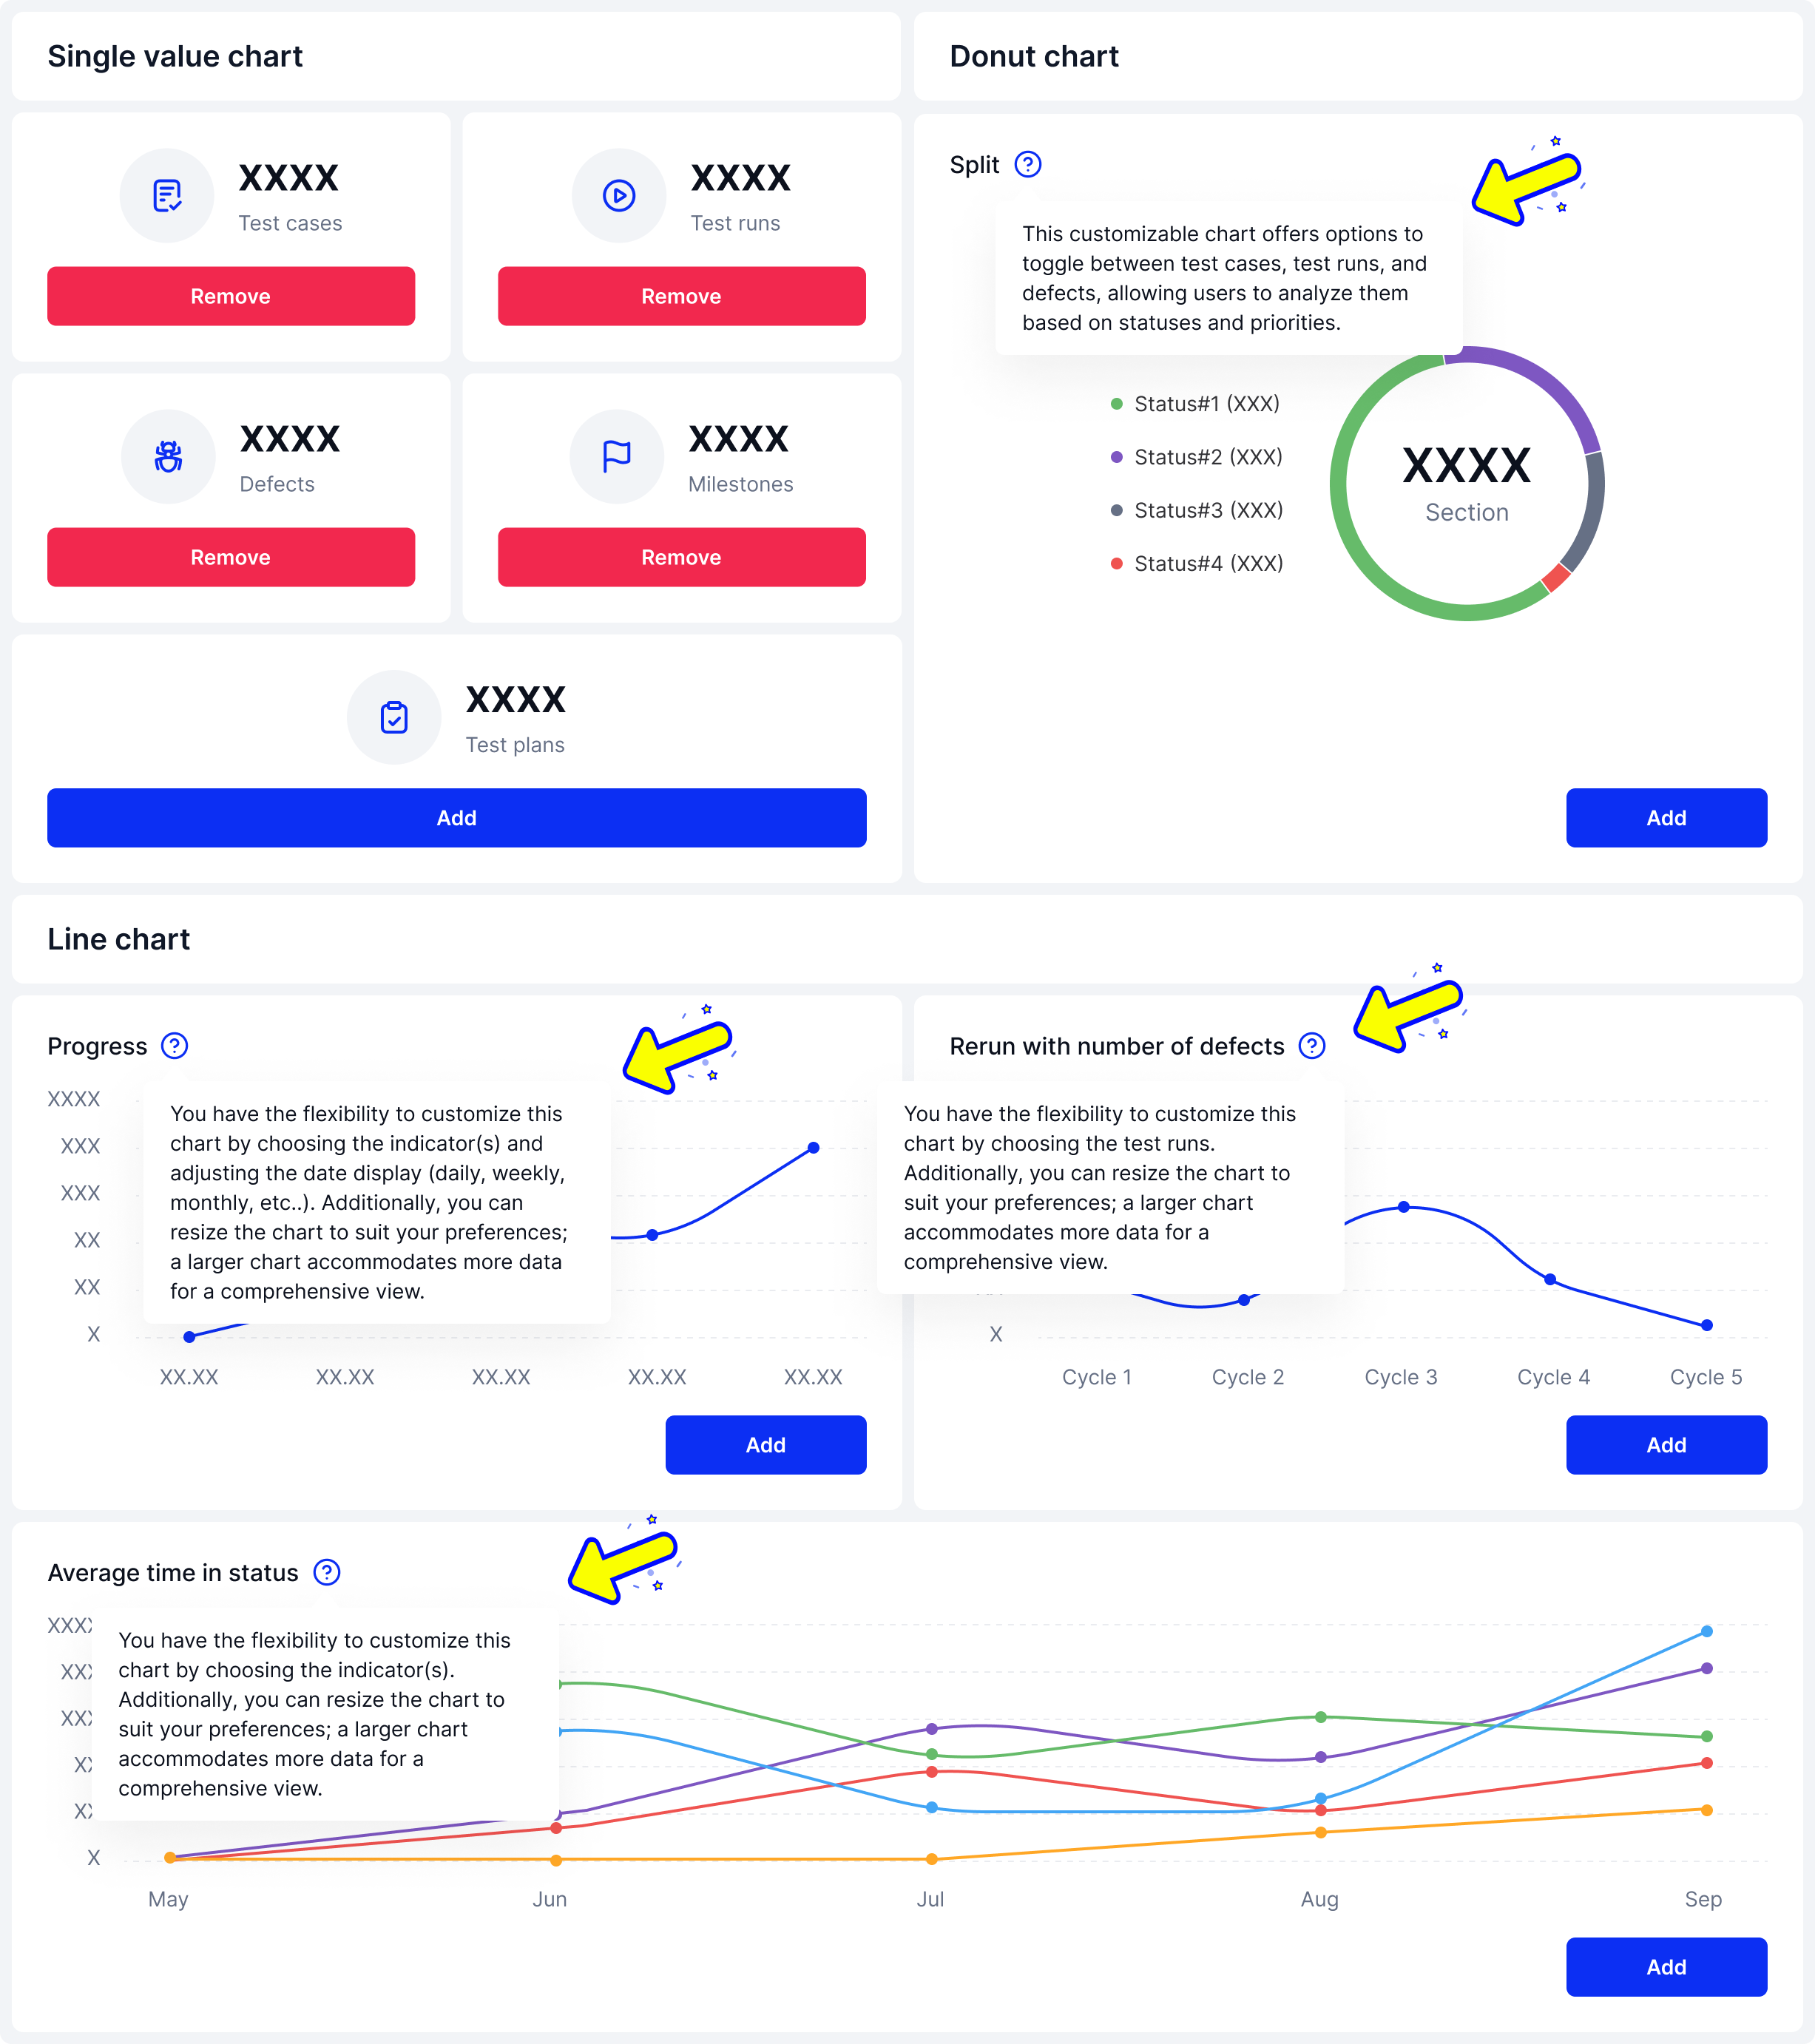 Single value chart
XXXX
Test cases
Remove
XXXX
Test runs
Remove
XXXX
Defects
Remove
XXXX
Milestones
Remove
XXXX
Test plans
Add
Donut chart
Split
This customizable chart offers options to
toggle between test cases, test runs, and
defects, allowing users to analyze them
based on statuses and priorities.
Status#1 (XXX)
Status#2 (XXX)
Status#3 (XXX)
Status#4 (XXX)
XXXX
Section
Add
Line chart
Progress
You have the flexibility to customize this
chart by choosing the indicator(s) and
adjusting the date display (daily, weekly,
monthly, etc..). Additionally, you can
resize the chart to suit your preferences;
a larger chart accommodates more data
for a comprehensive view.
XXXX
XXX
XXX
XX
XX
X
XX.XX XX.XX XX.XX XX.XX XX.XX
Add
Rerun with number of defects
You have the flexibility to customize this
chart by choosing the test runs.
Additionally, you can resize the chart to
suit your preferences; a larger chart
accommodates more data for a
comprehensive view.
X
Cycle 1 Cycle 2 Cycle 3 Cycle 4 Cycle 5
Add
Average time in status
You have the flexibility to customize this
chart by choosing the indicator(s).
Additionally, you can resize the chart to
suit your preferences; a larger chart
accommodates more data for a
comprehensive view.
X
May Jun Jul Aug Sep
Add